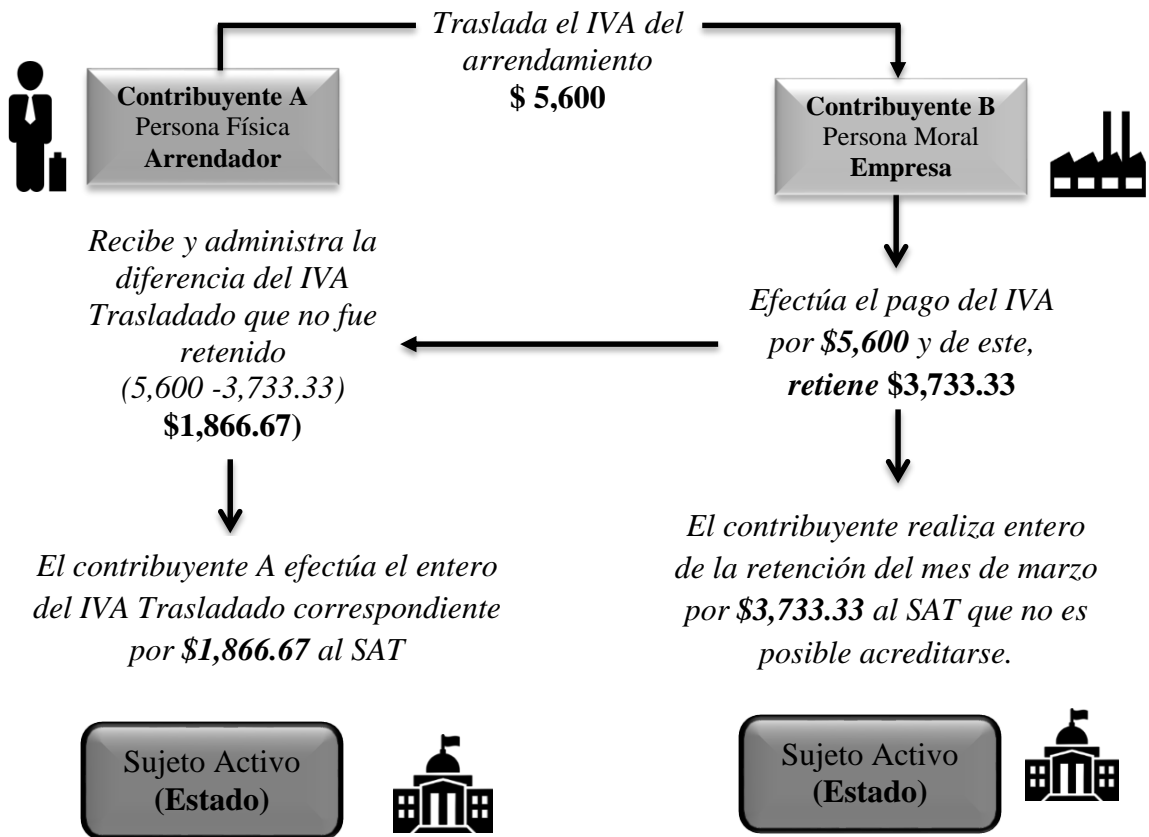 Traslada el IVA del
arrendamiento
$ 5,600
Contribuyente A
Persona Física
Arrendador
Contribuyente B
Persona Moral
Empresa
Recibe y administra la
diferencia del IVA
Trasladado que no fue
retenido
(5,600 -3,733.33)
$1,866.67)
Efectúa el pago del IVA
por $5,600 y de este,
retiene $3,733.33
El contribuyente A efectúa el entero
del IVA Trasladado correspondiente
por $1,866.67 al SAT
El contribuyente realiza entero
de la retención del mes de marzo
por $3,733.33 al SAT que no es
posible acreditarse.
Sujeto Activo
(Estado)
Sujeto Activo
(Estado)